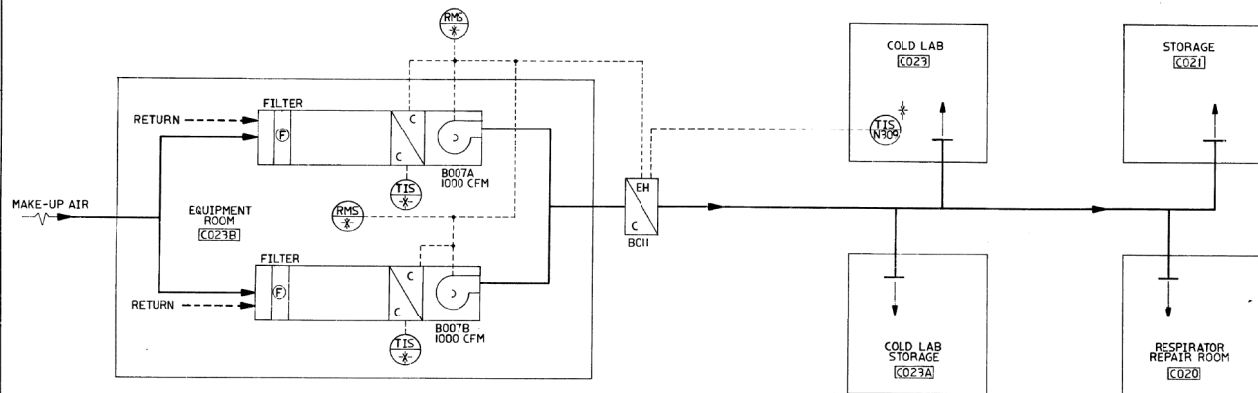 RMS
*
COLD LAB
C023
STORAGE
C021
FILTER
RETURN
F
C
C
B007A
1000 CFM
TIS
N309
*
EH
C
BC11
TIS
*
RMS
*
MAKE-UP AIR
EQUIPMENT
ROOM
C023B
FILTER
F
RETURN
C
C
B007B
1000 CFM
TIS
*
COLD LAB
STORAGE
C023A
RESPIRATOR
REPAIR ROOM
C020